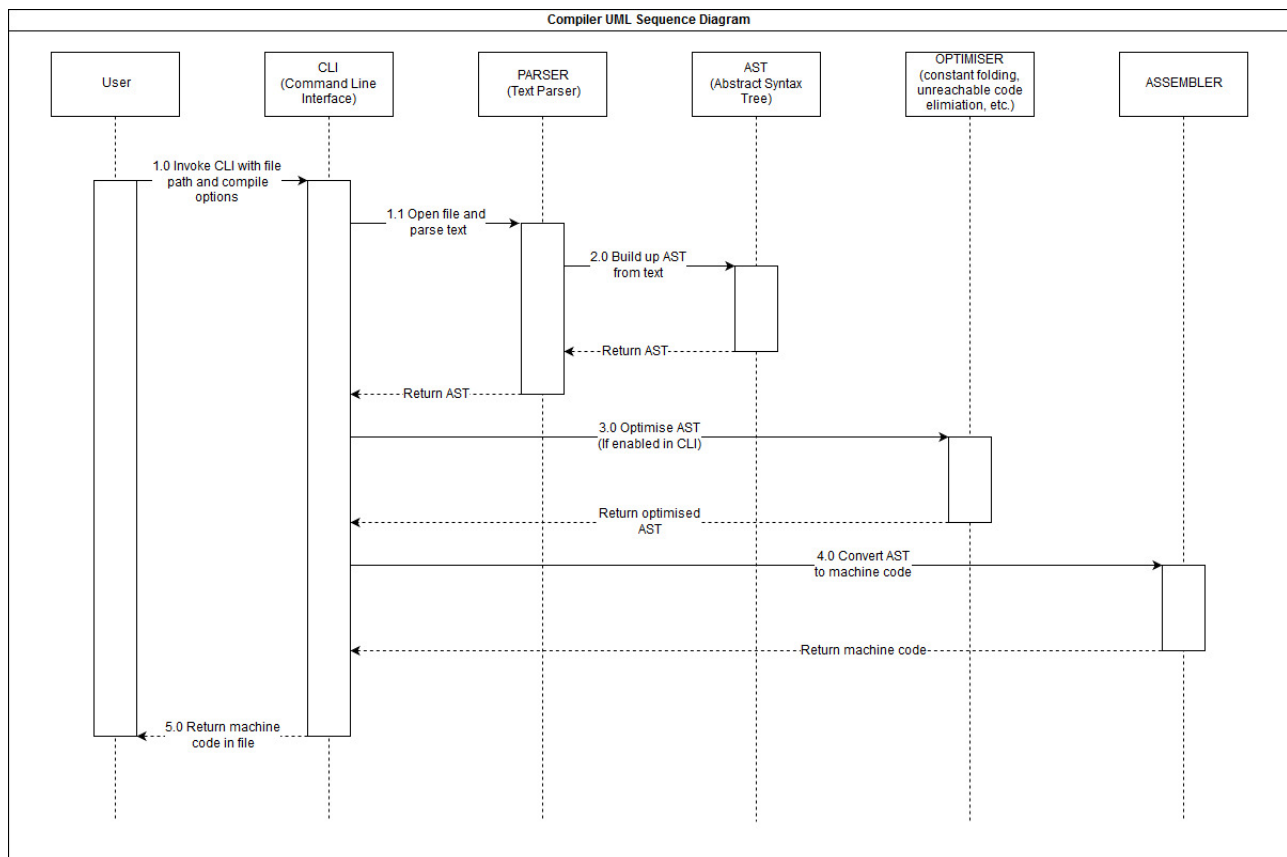 Compiler UML Sequence Diagram
User
CLI
(Command Line
Interface)
PARSER
(Text Parser)
AST
(Abstract Syntax
Tree)
OPTIMISER
(constant folding,
unreachable code
elimiation, etc.)
ASSEMBLER
1.0 Invoke CLI with file
path and compile
options
1.1 Open file and
parse text
2.0 Build up AST
from text
Return AST
Return AST
3.0 Optimise AST
(If enabled in CLI)
Return optimised
AST
4.0 Convert AST
to machine code
Return machine code
5.0 Return machine
code in file